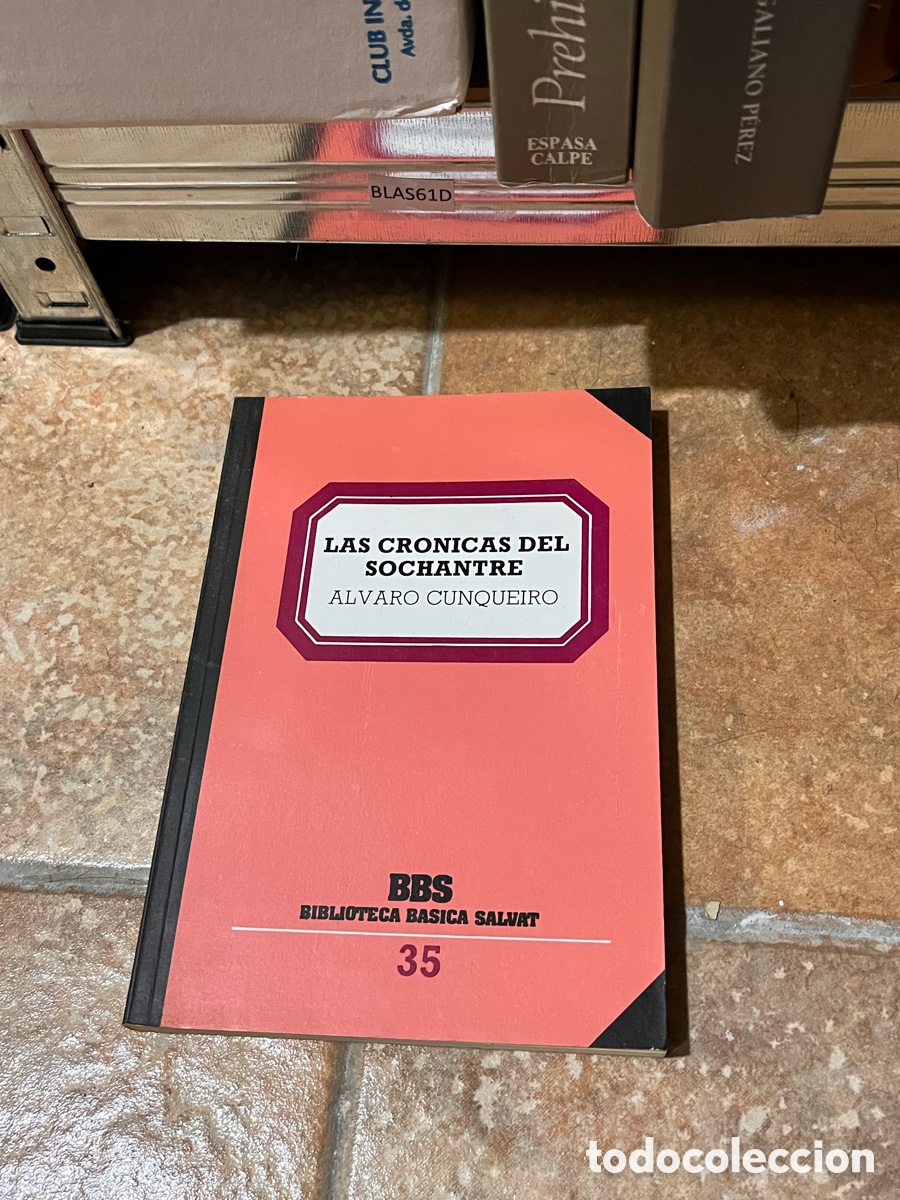 CLUB IN
Avda. d
Prehi
ESPASA
CALPE
GALIANO PÉREZ
BLAS61D
LAS CRONICAS DEL
SOCHANTRE
ALVARO CUNQUEIRO
BBS
BIBLIOTECA BASICA SALVAT
35
todocoleccion